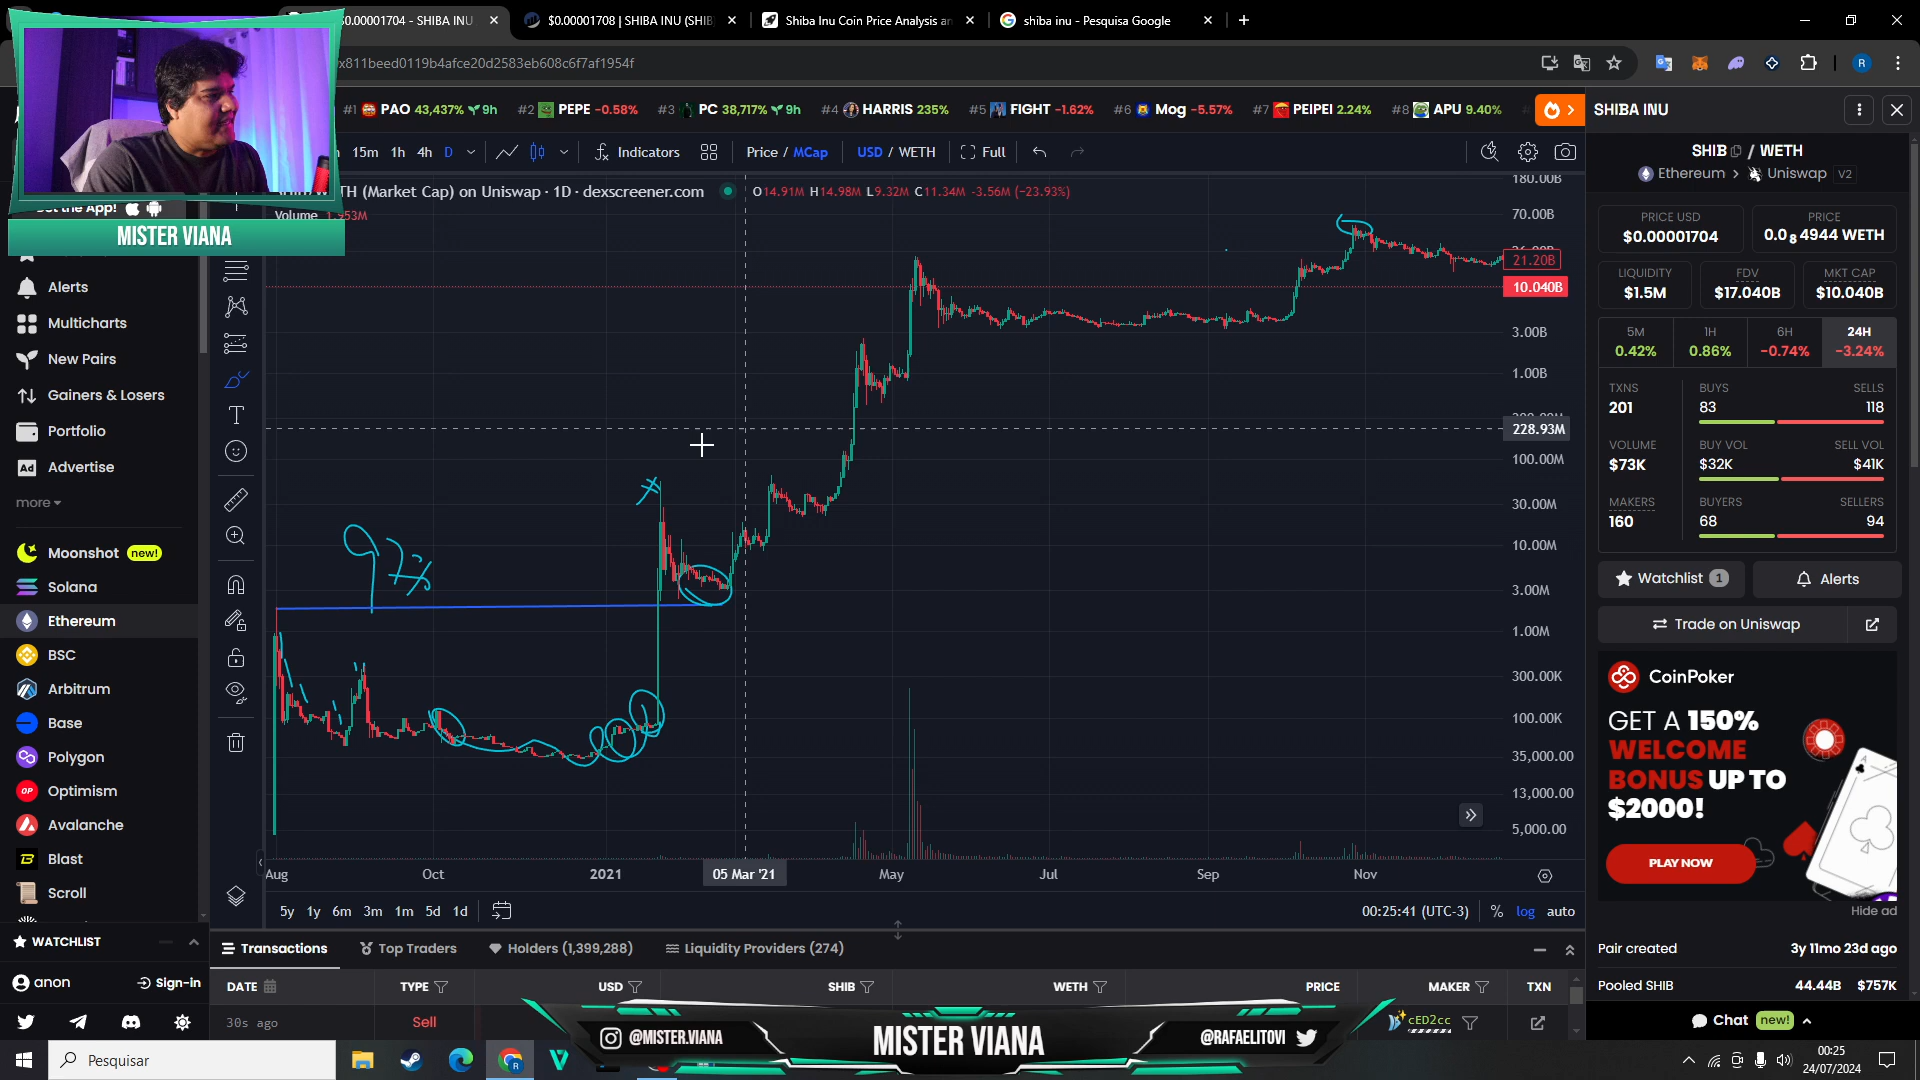 $0.00001704 - SHIBA INU
$0.00001708 | SHIBA INU (SHIB
Shiba Inu Coin Price Analysis an
shiba inu - Pesquisa Google
x811beed0119b4afce20d2583eb608c6f7af1954f
R
#1 PAO 43,437% 9h
#2 PEPE -0.58%
#3 PC 38,717% 9h
#4 HARRIS 235%
#5 FIGHT -1.62%
#6 Mog -5.57%
#7 PEIPEI 2.24%
#8 APU 9.40%
SHIBA INU
15m 1h 4h D
Indicators
Price / MCap
USD / WETH
Full
TH (Market Cap) on Uniswap · 1D · dexscreener.com
O14.91M H14.98M L9.32M C11.34M -3.56M (-23.93%)
Volume 1.953M
Get the App!
MISTER VIANA
Alerts
Multicharts
New Pairs
Gainers & Losers
Portfolio
Ad Advertise
more
Moonshot new!
Solana
Ethereum
BSC
Arbitrum
Base
Polygon
OP Optimism
Avalanche
Blast
Scroll
WATCHLIST
anon
Sign-in
97%
180.00B
70.00B
21.20B
10.040B
3.00B
1.00B
228.93M
100.00M
30.00M
10.00M
3.00M
1.00M
300.00K
100.00K
35,000.00
13,000.00
5,000.00
Aug Oct 2021 05 Mar '21 May Jul Sep Nov
5y 1y 6m 3m 1m 5d 1d
00:25:41 (UTC-3) % log auto
Transactions
Top Traders
Holders (1,399,288)
Liquidity Providers (274)
DATE TYPE USD SHIB WETH PRICE MAKER TXN
30s ago Sell cED2cc
SHIB / WETH
Ethereum > Uniswap V2
PRICE USD
$0.00001704
PRICE
0.0₈4944 WETH
LIQUIDITY
$1.5M
FDV
$17.040B
MKT CAP
$10.040B
5M
0.42%
1H
0.86%
6H
-0.74%
24H
-3.24%
TXNS
201
BUYS
83
SELLS
118
VOLUME
$73K
BUY VOL
$32K
SELL VOL
$41K
MAKERS
160
BUYERS
68
SELLERS
94
Watchlist 1
Alerts
Trade on Uniswap
CoinPoker
GET A 150%
WELCOME
BONUS UP TO
$2000!
PLAY NOW
A
Hide ad
Pair created 3y 11mo 23d ago
Pooled SHIB 44.44B $757K
Chat new!
@MISTER.VIANA
MISTER VIANA
@RAFAELITOVI
Pesquisar
00:25
24/07/2024